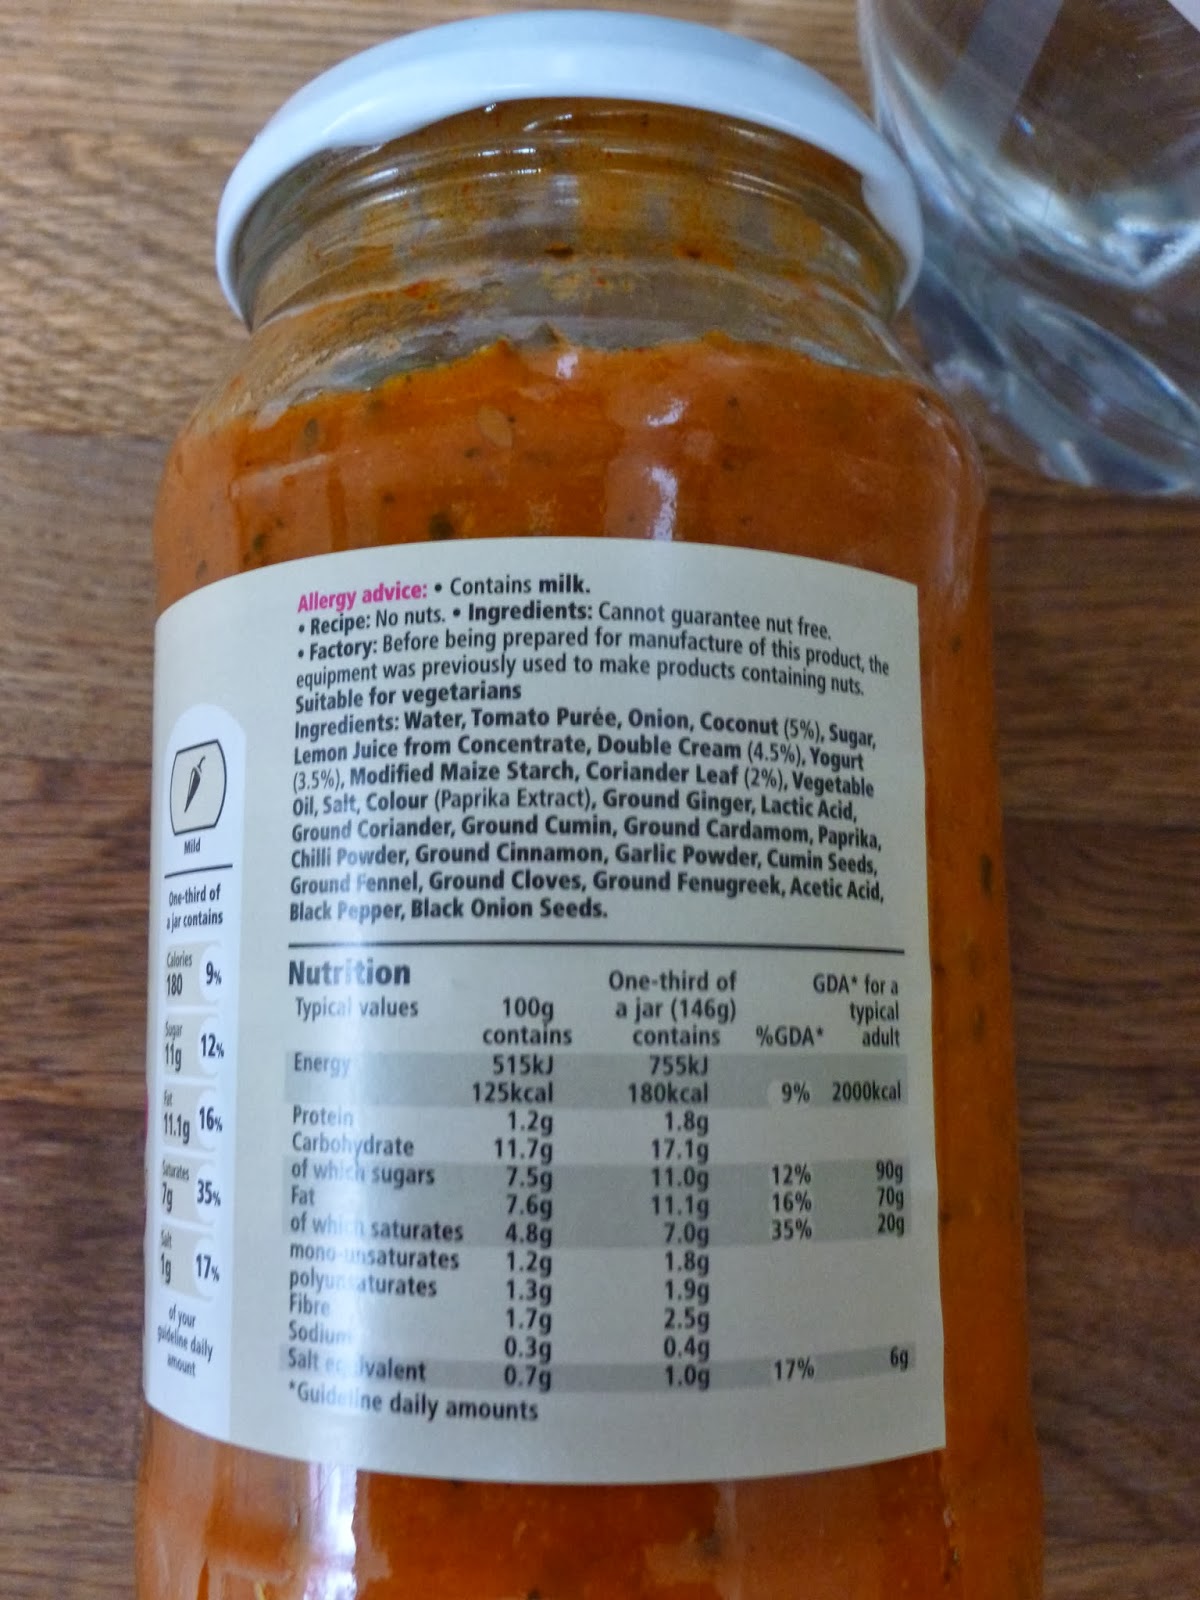 Allergy advice: • Contains milk.
• Recipe: No nuts. • Ingredients: Cannot guarantee nut free.
• Factory: Before being prepared for manufacture of this product, the
equipment was previously used to make products containing nuts.
Suitable for vegetarians
Ingredients: Water, Tomato Purée, Onion, Coconut (5%), Sugar,
Lemon Juice from Concentrate, Double Cream (4.5%), Yogurt
(3.5%), Modified Maize Starch, Coriander Leaf (2%), Vegetable
Oil, Salt, Colour (Paprika Extract), Ground Ginger, Lactic Acid,
Ground Coriander, Ground Cumin, Ground Cardamom, Paprika,
Chilli Powder, Ground Cinnamon, Garlic Powder, Cumin Seeds,
Ground Fennel, Ground Cloves, Ground Fenugreek, Acetic Acid,
Black Pepper, Black Onion Seeds.
Mild
One-third of
a jar contains
Calories
180 9%
Sugar
11g 12%
Fat
11.1g 16%
Saturates
7g 35%
Salt
1g 17%
of your
guideline daily
amount
Nutrition One-third of GDA* for a
Typical values 100g a jar (146g) typical
contains contains %GDA* adult
Energy 515kJ 755kJ
125kcal 180kcal 9% 2000kcal
Protein 1.2g 1.8g
Carbohydrate 11.7g 17.1g
of which sugars 7.5g 11.0g 12% 90g
Fat 7.6g 11.1g 16% 70g
of which saturates 4.8g 7.0g 35% 20g
mono-unsaturates 1.2g 1.8g
polyunsaturates 1.3g 1.9g
Fibre 1.7g 2.5g
Sodium 0.3g 0.4g
Salt equivalent 0.7g 1.0g 17% 6g
*Guideline daily amounts